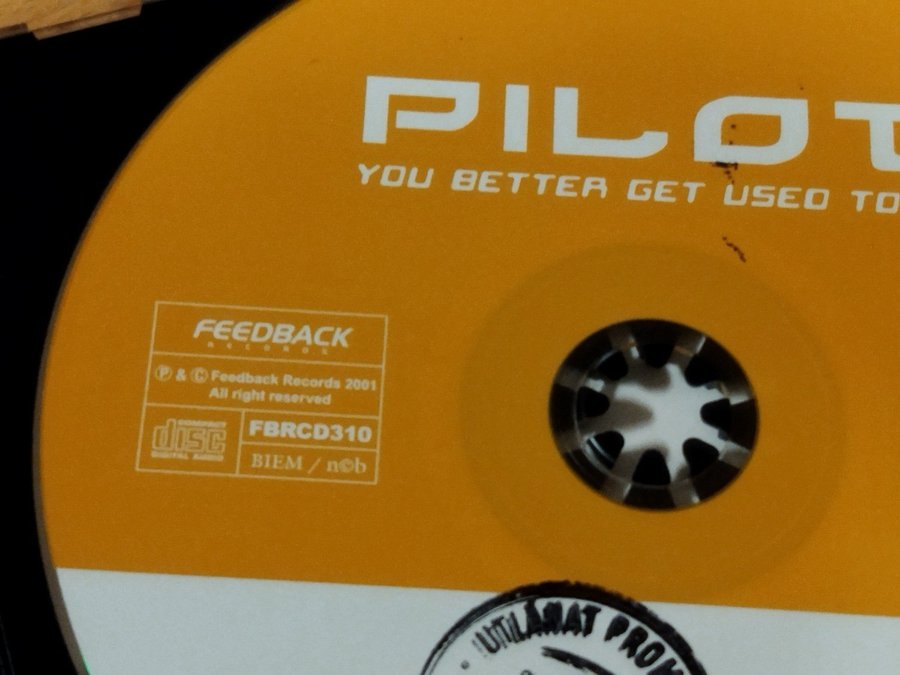 PILOT
YOU BETTER GET USED TO
FEEDBACK
RECORDS
Ⓟ & Ⓒ Feedback Records 2001
All right reserved
COMPACT
disc
DIGITAL AUDIO
FBRCD310
BIEM / n©b
UTLÅNAT PROM